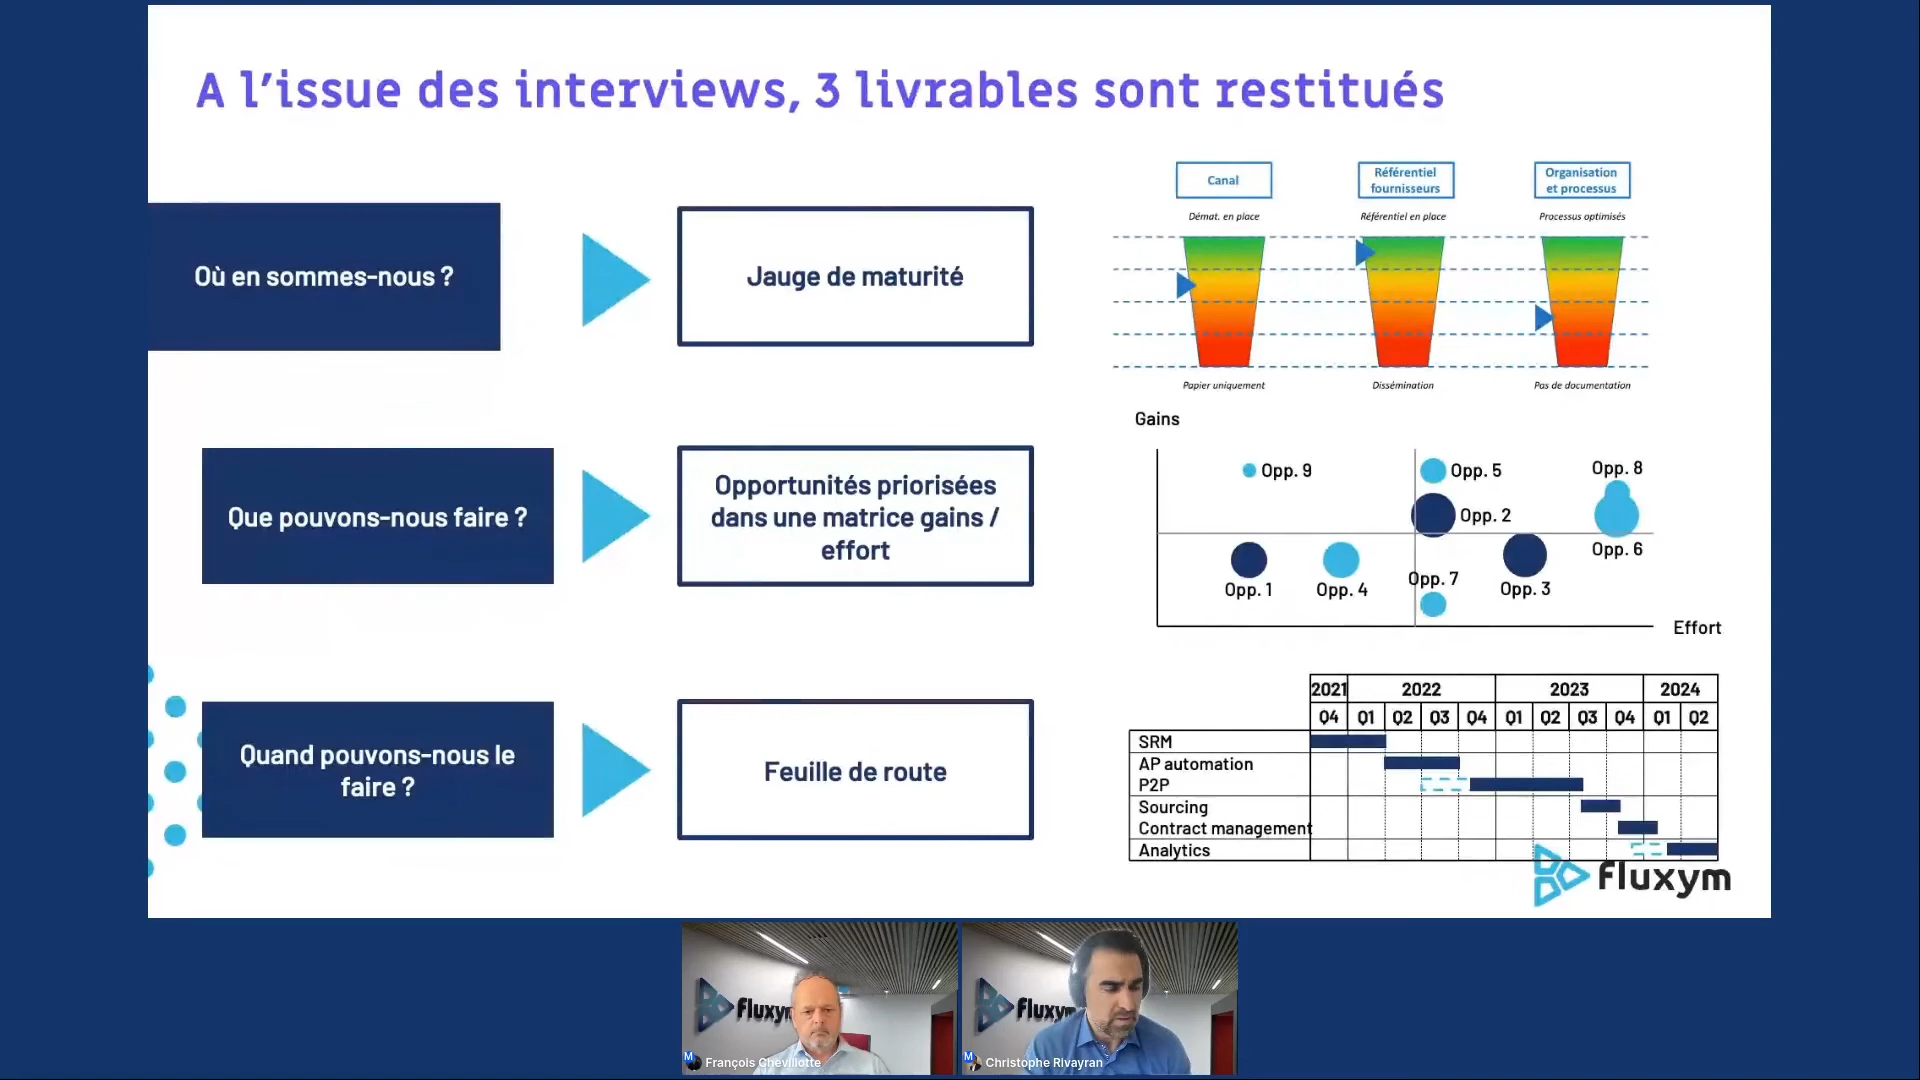 A l'issue des interviews, 3 livrables sont restitués
Où en sommes-nous ?
Jauge de maturité
Canal
Référentiel
fournisseurs
Organisation
et processus
Démat. en place
Référentiel en place
Processus optimisés
Papier uniquement
Dissémination
Pas de documentation
Que pouvons-nous faire ?
Opportunités priorisées
dans une matrice gains /
effort
Gains
Opp. 9
Opp. 5
Opp. 8
Opp. 2
Opp. 6
Opp. 7
Opp. 1
Opp. 4
Opp. 3
Effort
Quand pouvons-nous le
faire ?
Feuille de route
2021 2022 2023 2024
Q4 Q1 Q2 Q3 Q4 Q1 Q2 Q3 Q4 Q1 Q2
SRM
AP automation
P2P
Sourcing
Contract management
Analytics
fluxym
fluxym
fluxym
M François Chevillotte
M Christophe Rivayran